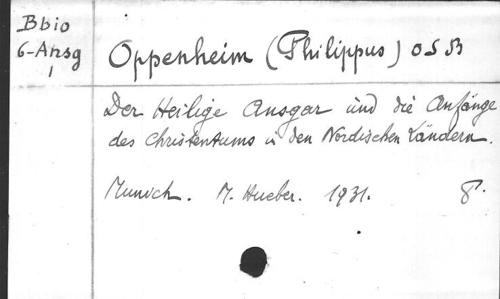 Bbio
6-Ansg
1
Oppenheim (Philippus) OSB
Der Heilige Ansgar und die Anfänge
des Christentums i. den Nordischen Ländern.
Munich. M. Hueber. 1931. 8°.